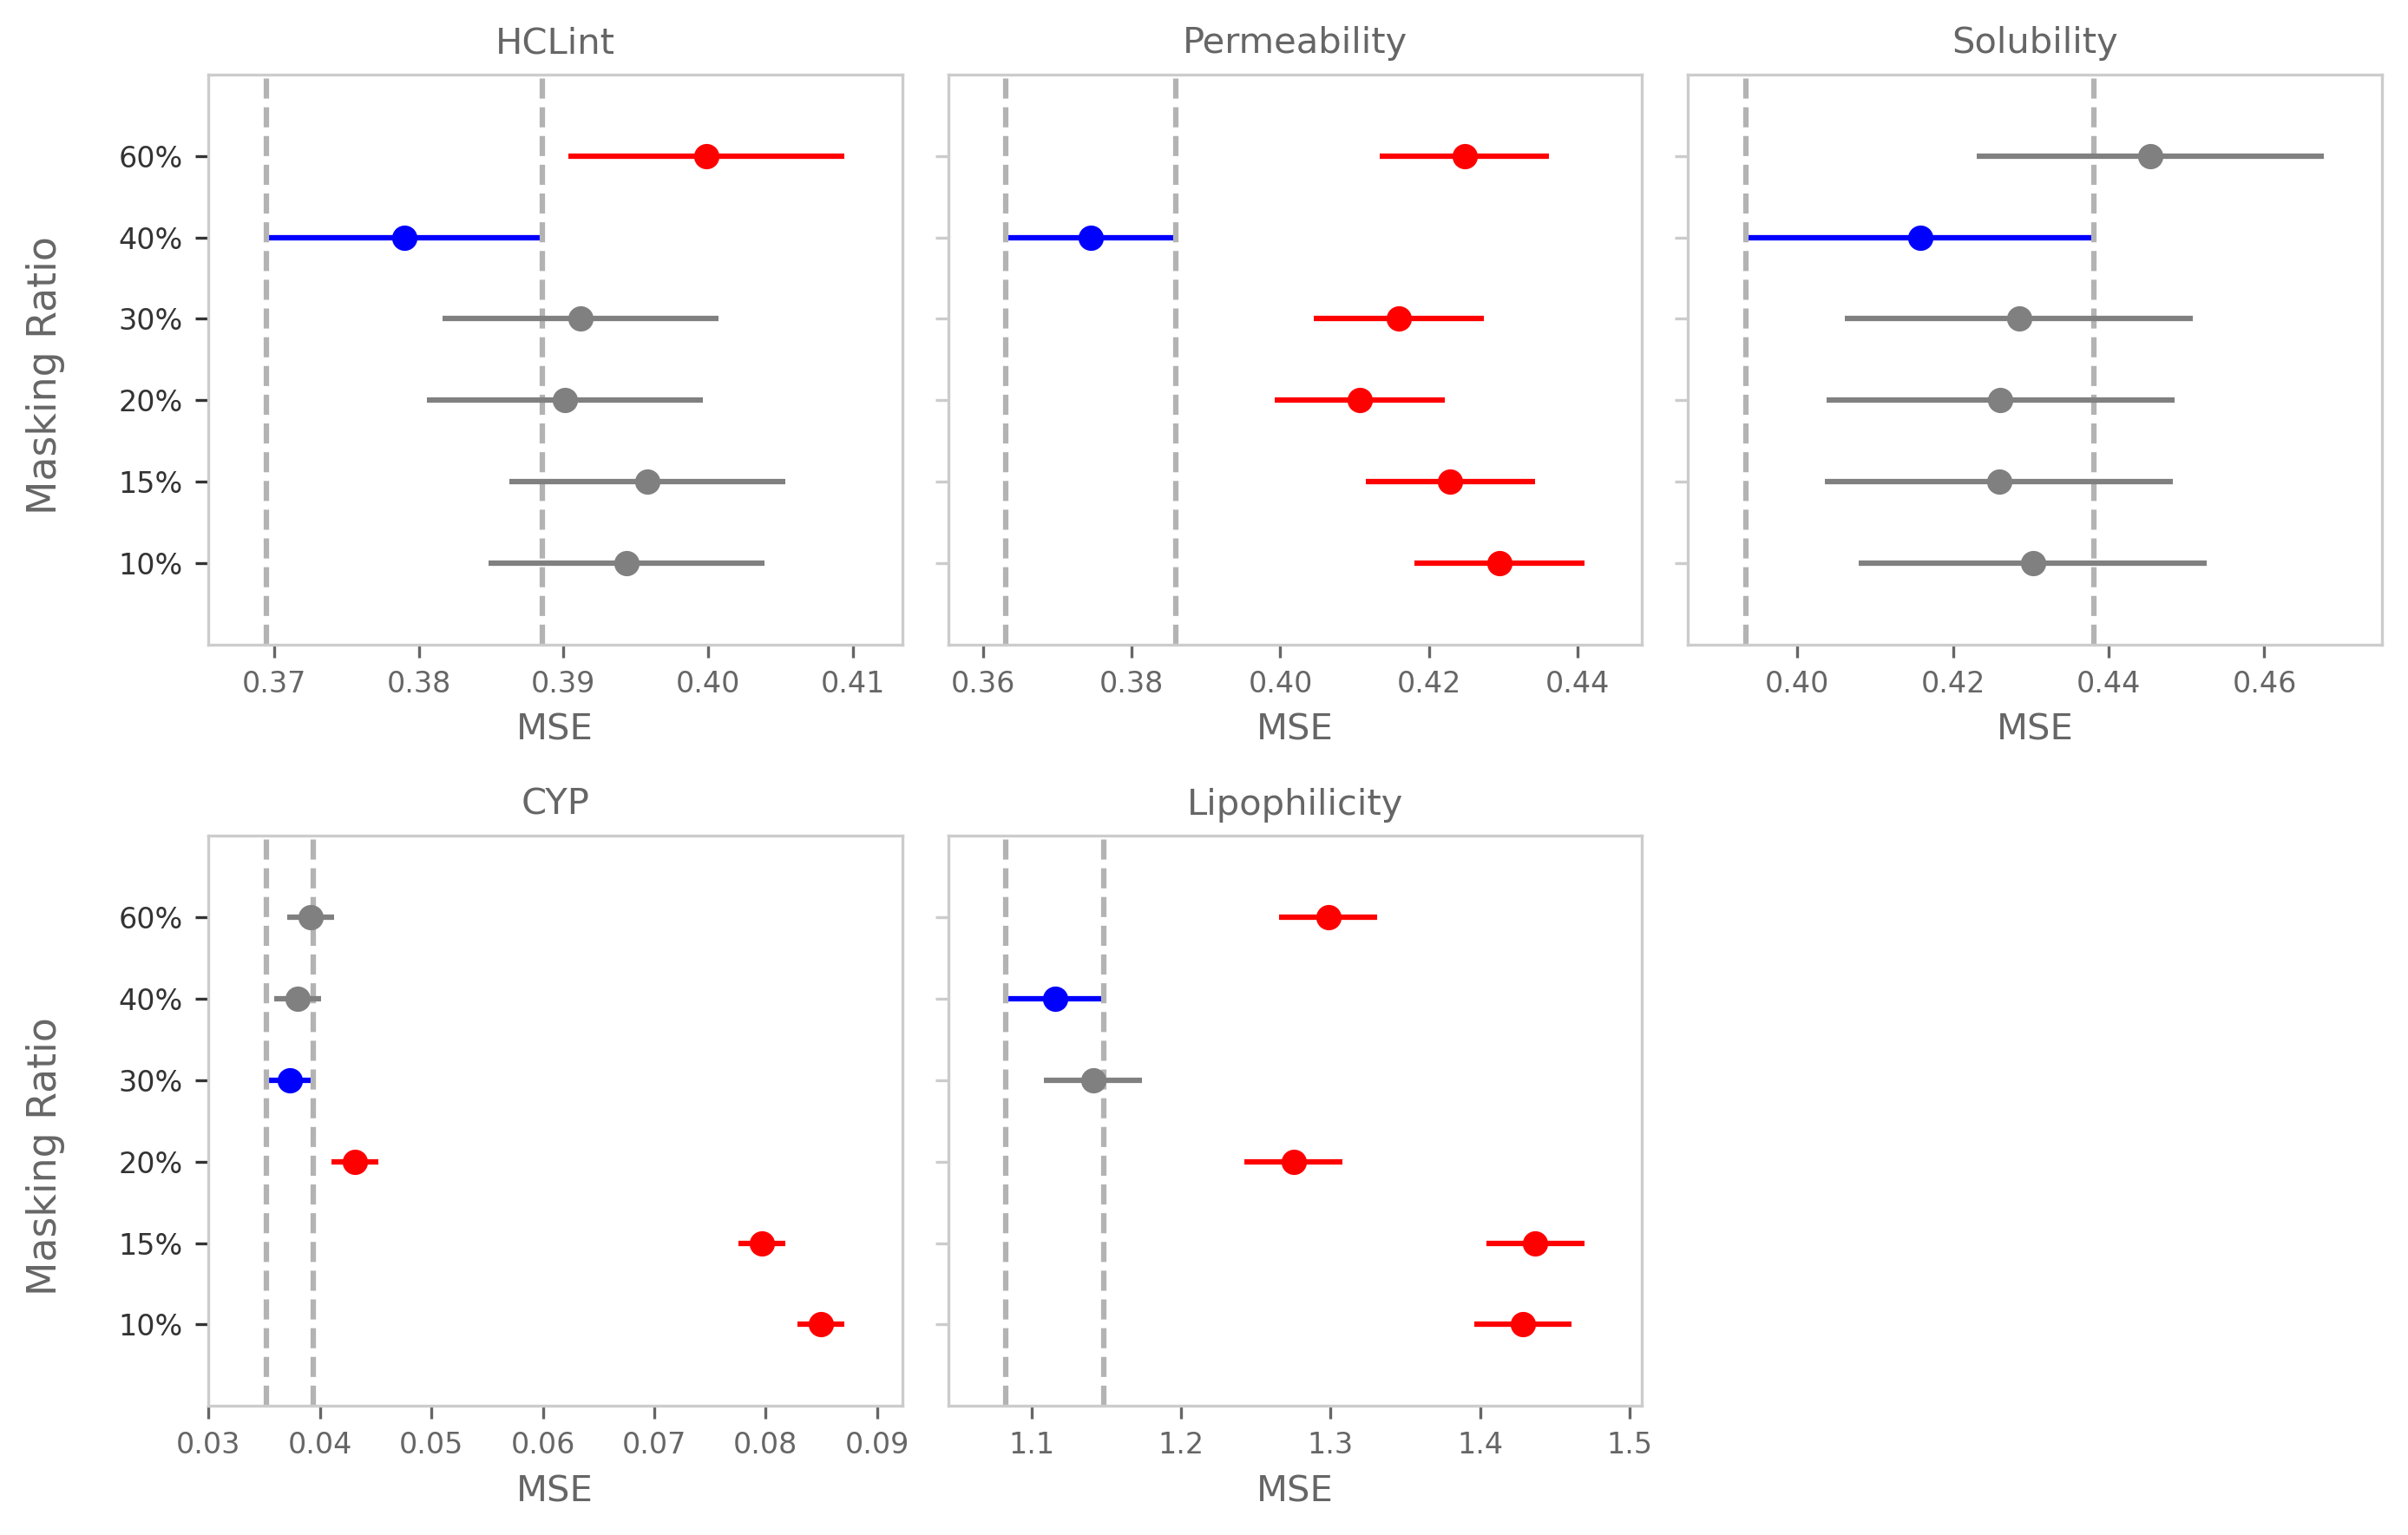 HCLint
Permeability
Solubility
Masking Ratio
60%
40%
30%
20%
15%
10%
0.37 0.38 0.39 0.40 0.41
0.36 0.38 0.40 0.42 0.44
0.40 0.42 0.44 0.46
MSE
MSE
MSE
CYP
Lipophilicity
Masking Ratio
60%
40%
30%
20%
15%
10%
0.03 0.04 0.05 0.06 0.07 0.08 0.09
1.1 1.2 1.3 1.4 1.5
MSE
MSE